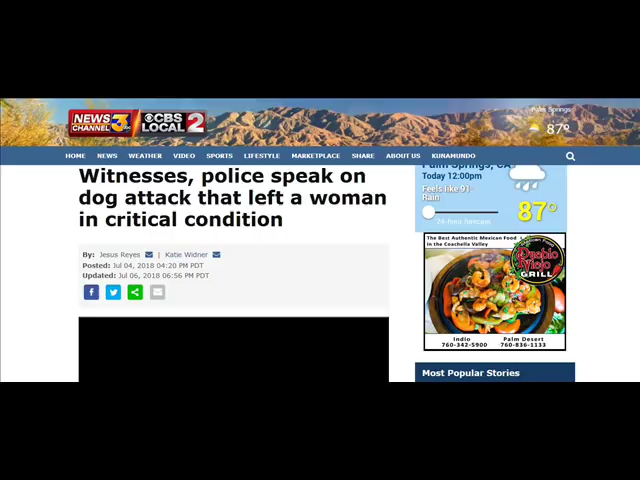 NEWS CHANNEL 3
CBS LOCAL 2
Palm Springs
87°
HOME NEWS WEATHER VIDEO SPORTS LIFESTYLE MARKETPLACE SHARE ABOUT US KUNAMUNDO
Witnesses, police speak on
dog attack that left a woman
in critical condition
By: Jesus Reyes | Katie Widner
Posted: Jul 04, 2018 04:20 PM PDT
Updated: Jul 06, 2018 06:56 PM PDT
Palm Springs, CA
Today 12:00pm
Feels like 91°
Rain
87°
24-hour forecast
The Best Authentic Mexican Food
in the Coachella Valley
Pueblo
Viejo
GRILL
Indio Palm Desert
760-342-5900 760-836-1133
Most Popular Stories